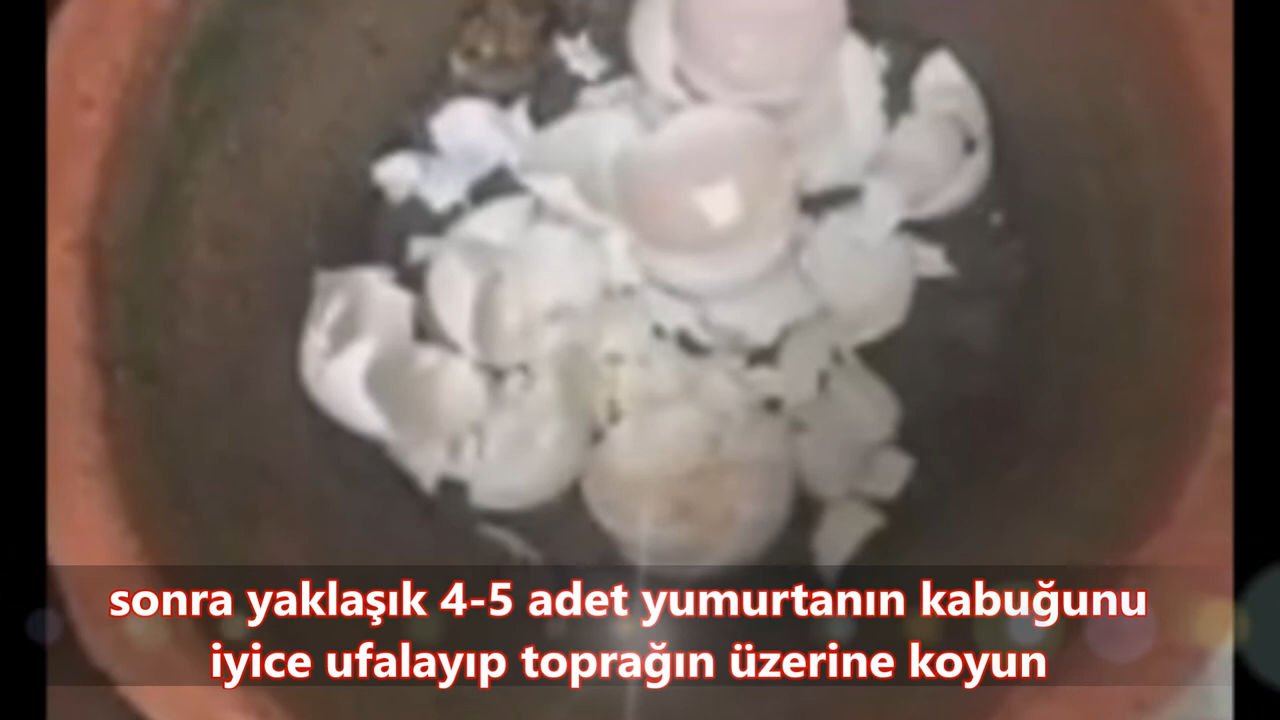 sonra yaklaşık 4-5 adet yumurtanın kabuğunu
iyice ufalayıp toprağın üzerine koyun